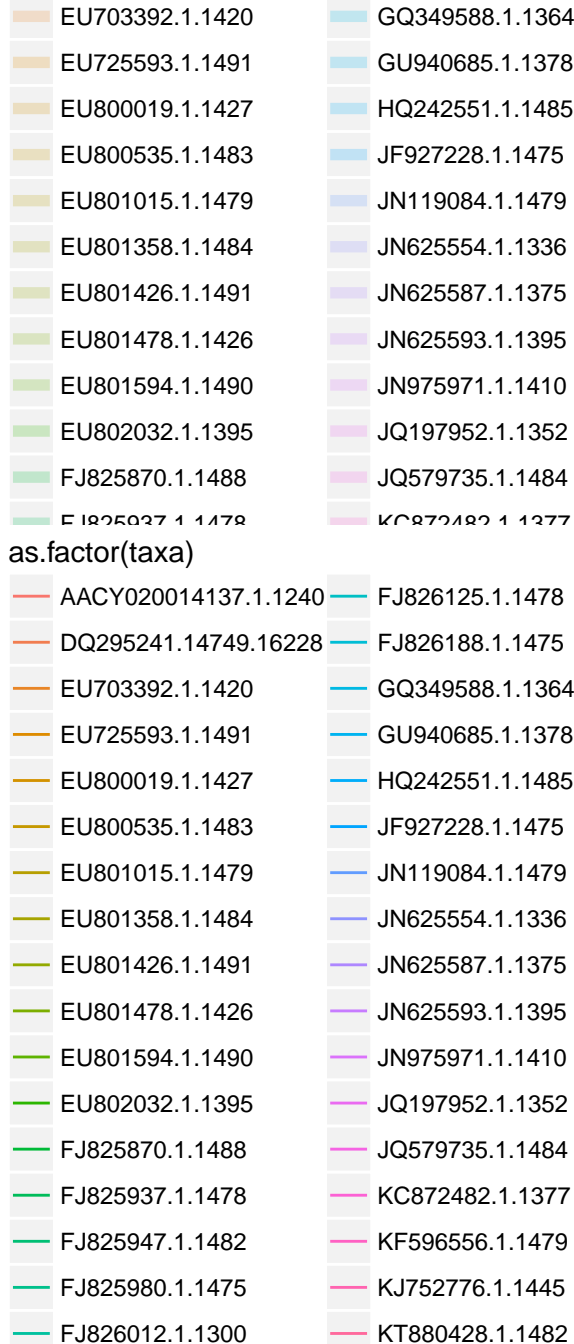 EU703392.1.1420
EU725593.1.1491
EU800019.1.1427
EU800535.1.1483
EU801015.1.1479
EU801358.1.1484
EU801426.1.1491
EU801478.1.1426
EU801594.1.1490
EU802032.1.1395
FJ825870.1.1488
FJ825937.1.1478
GQ349588.1.1364
GU940685.1.1378
HQ242551.1.1485
JF927228.1.1475
JN119084.1.1479
JN625554.1.1336
JN625587.1.1375
JN625593.1.1395
JN975971.1.1410
JQ197952.1.1352
JQ579735.1.1484
KC872482.1.1377
as.factor(taxa)
AACY020014137.1.1240
DQ295241.14749.16228
EU703392.1.1420
EU725593.1.1491
EU800019.1.1427
EU800535.1.1483
EU801015.1.1479
EU801358.1.1484
EU801426.1.1491
EU801478.1.1426
EU801594.1.1490
EU802032.1.1395
FJ825870.1.1488
FJ825937.1.1478
FJ825947.1.1482
FJ825980.1.1475
FJ826012.1.1300
FJ826125.1.1478
FJ826188.1.1475
GQ349588.1.1364
GU940685.1.1378
HQ242551.1.1485
JF927228.1.1475
JN119084.1.1479
JN625554.1.1336
JN625587.1.1375
JN625593.1.1395
JN975971.1.1410
JQ197952.1.1352
JQ579735.1.1484
KC872482.1.1377
KF596556.1.1479
KJ752776.1.1445
KT880428.1.1482